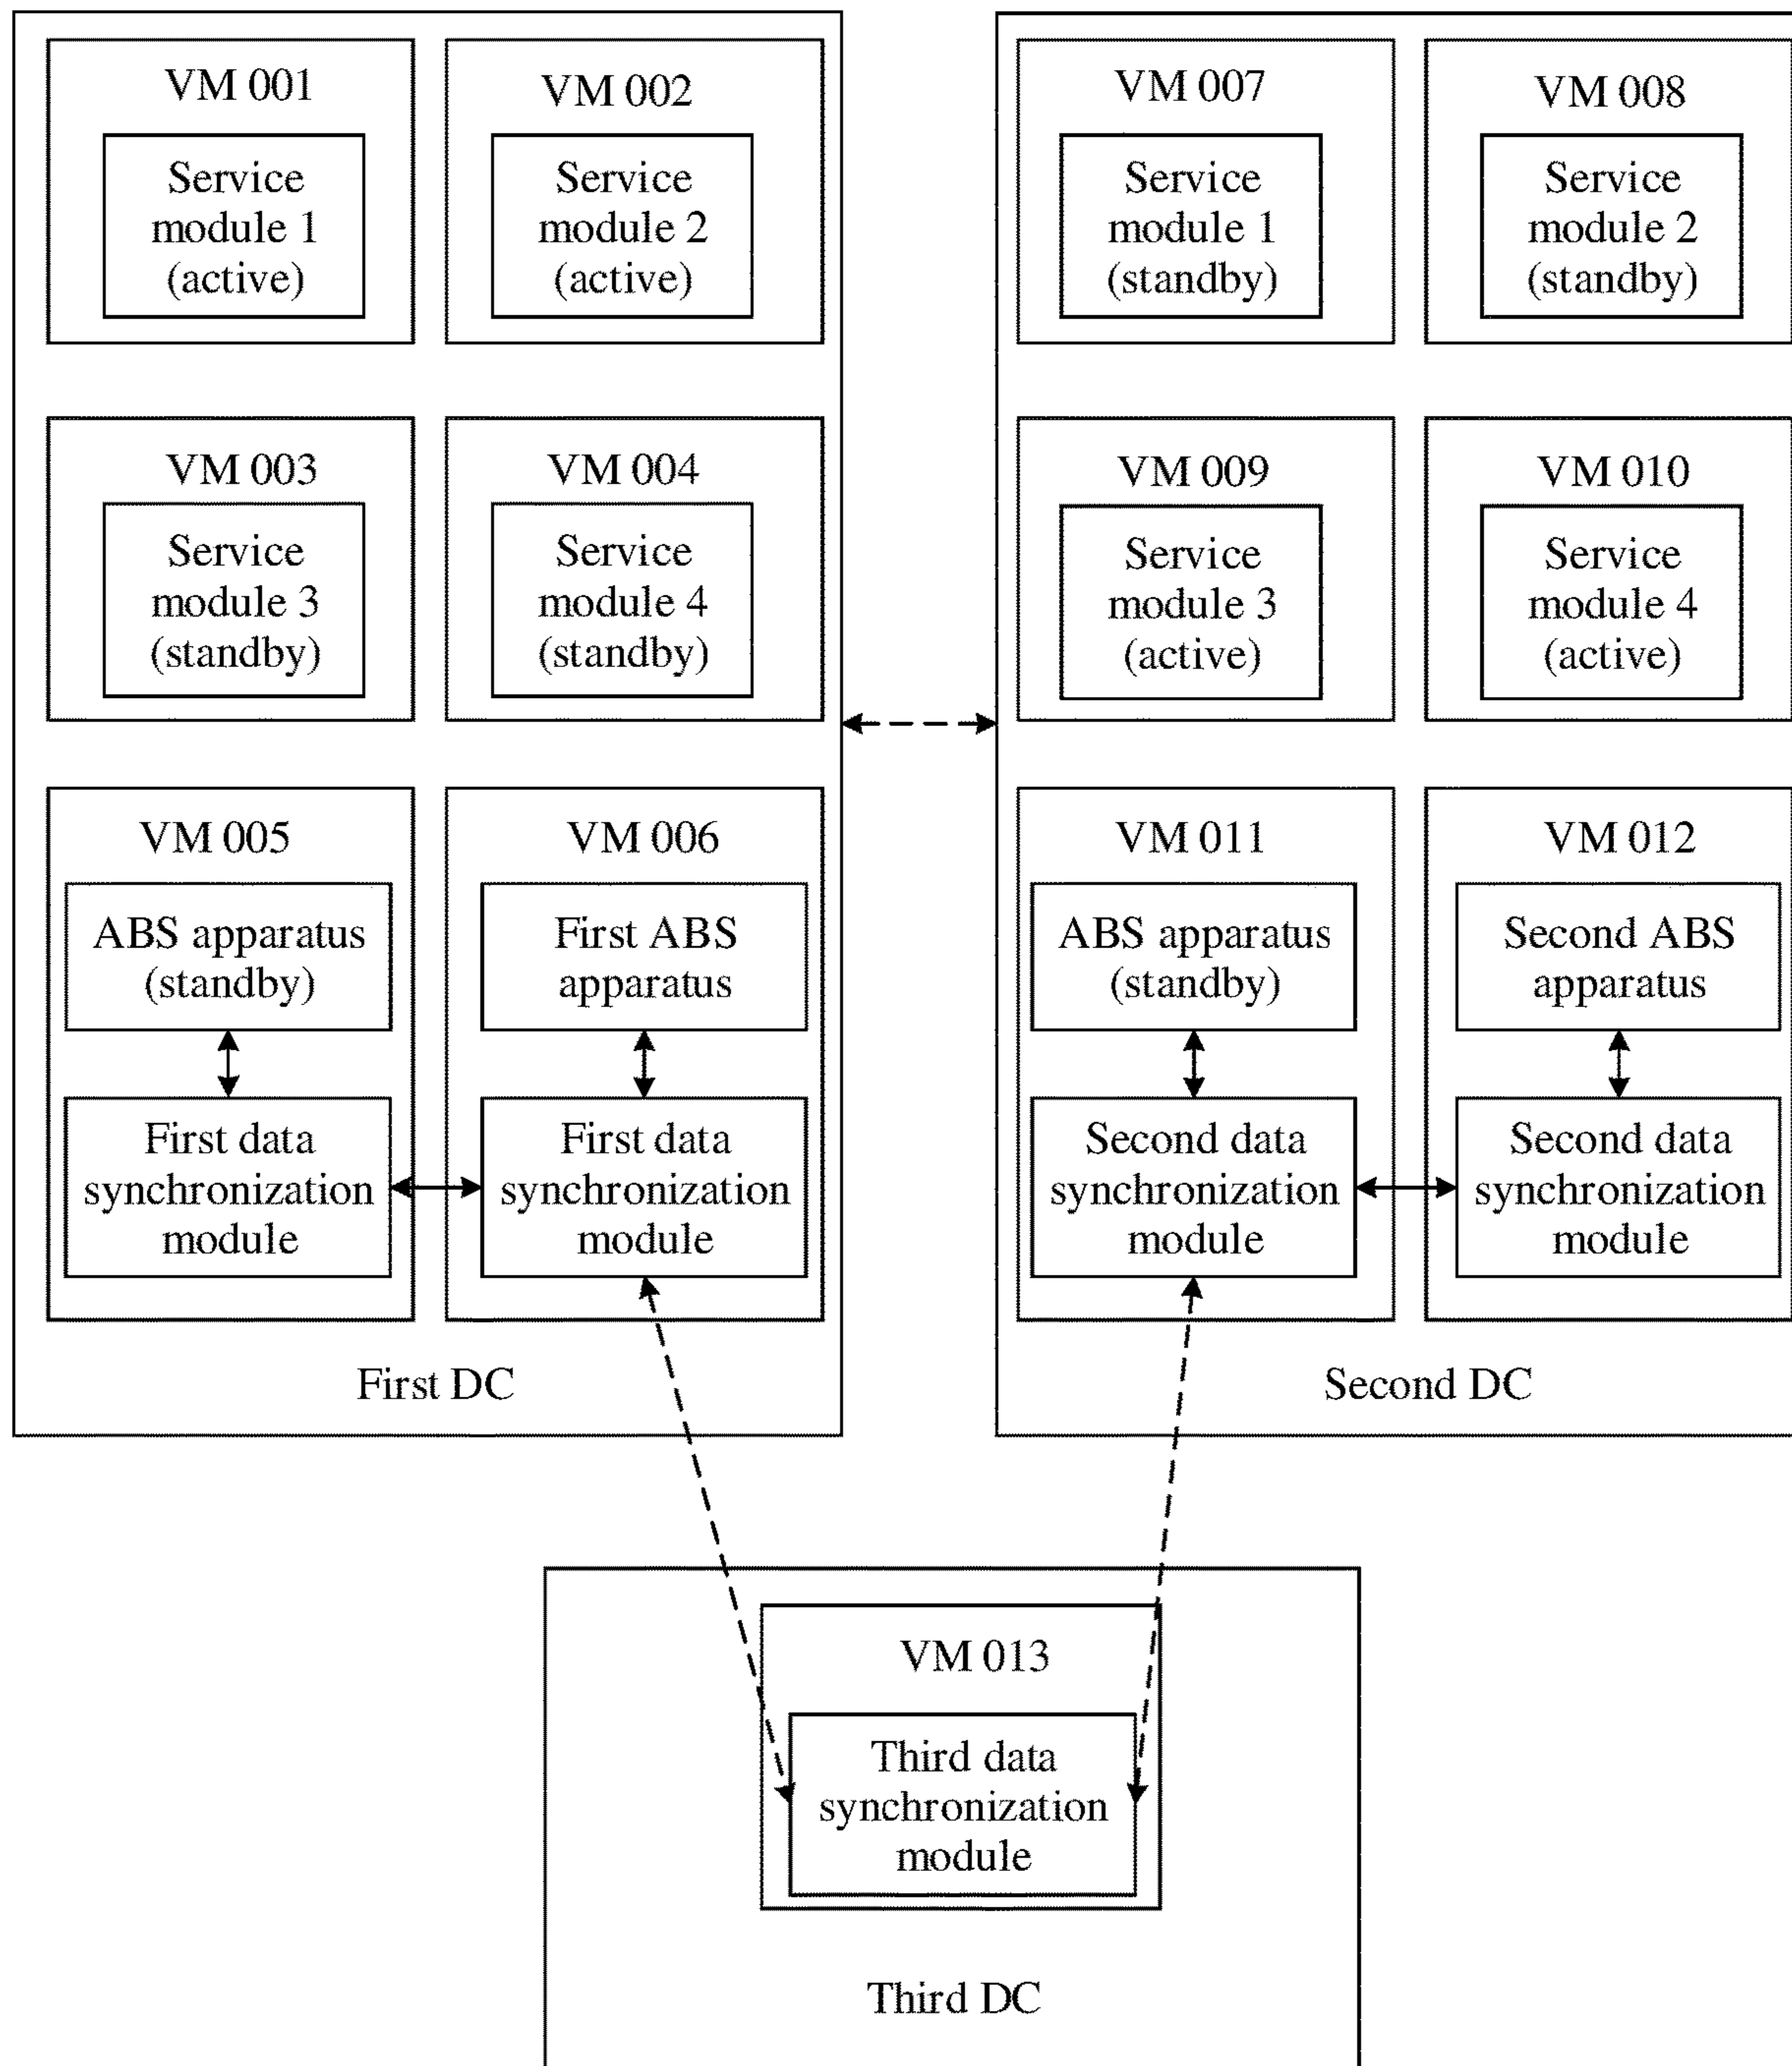 VM 001
Service
module 1
(active)
VM 002
Service
module 2
(active)
VM 003
Service
module 3
(standby)
VM 004
Service
module 4
(standby)
VM 005
ABS apparatus
(standby)
First data
synchronization
module
VM 006
First ABS
apparatus
First data
synchronization
module
First DC
VM 007
Service
module 1
(standby)
VM 008
Service
module 2
(standby)
VM 009
Service
module 3
(active)
VM 010
Service
module 4
(active)
VM 011
ABS apparatus
(standby)
Second data
synchronization
module
VM 012
Second ABS
apparatus
Second data
synchronization
module
Second DC
VM 013
Third data
synchronization
module
Third DC